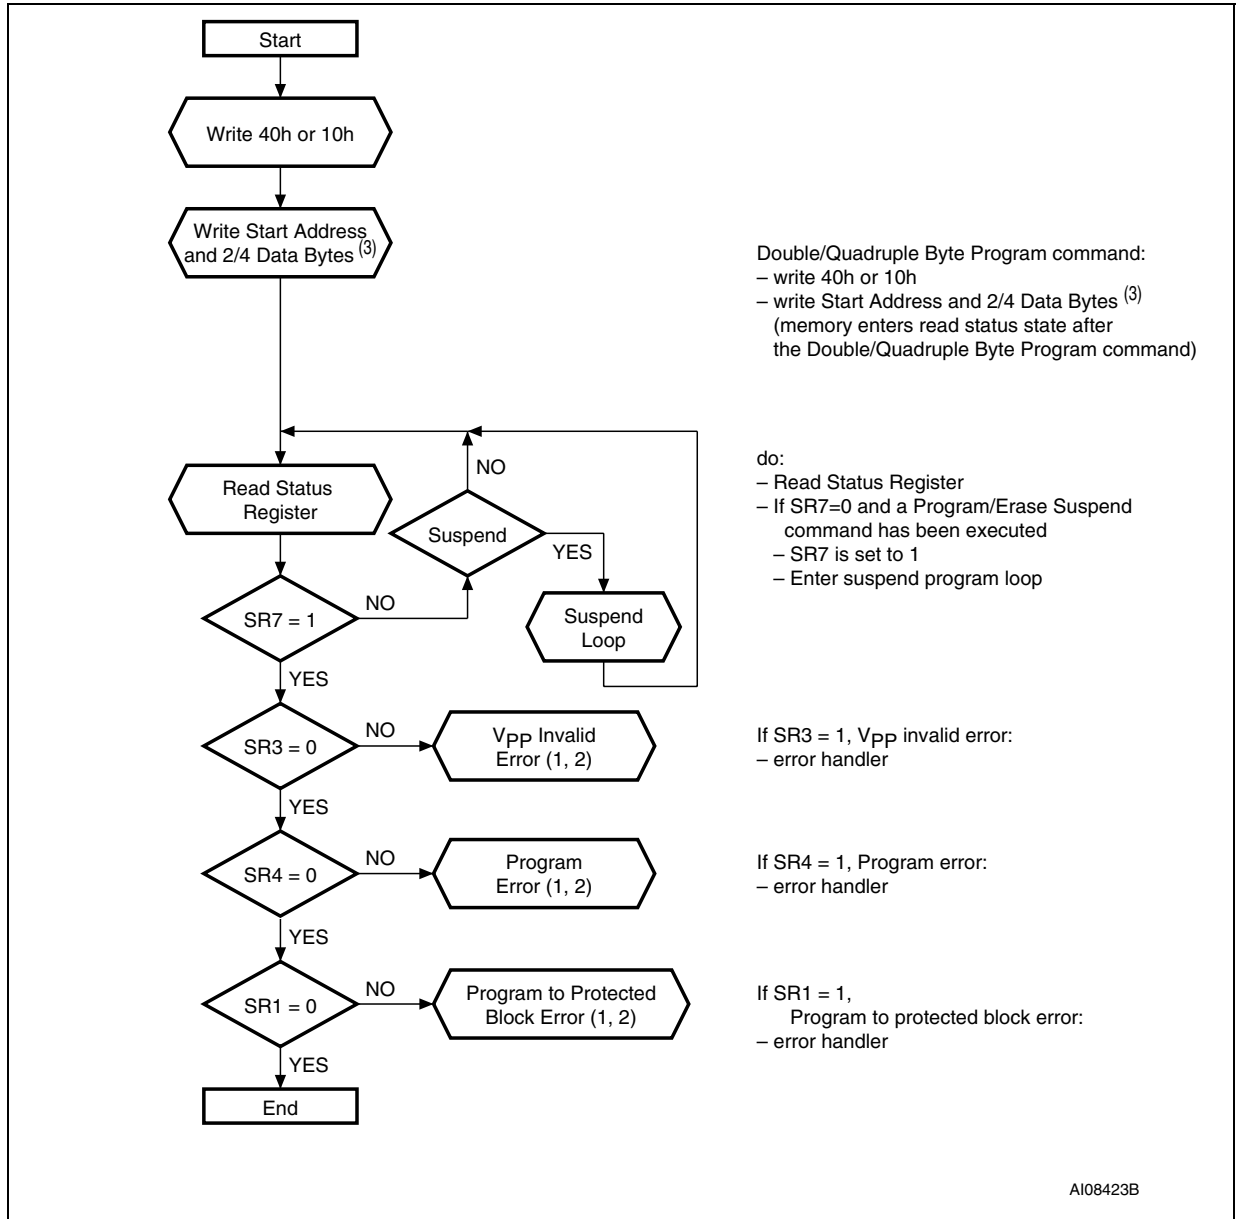 Start
Write 40h or 10h
Write Start Address
and 2/4 Data Bytes (3)
Double/Quadruple Byte Program command:
– write 40h or 10h
– write Start Address and 2/4 Data Bytes (3)
(memory enters read status state after
the Double/Quadruple Byte Program command)
NO
Read Status
Register
Suspend
YES
do:
– Read Status Register
– If SR7=0 and a Program/Erase Suspend
command has been executed
– SR7 is set to 1
– Enter suspend program loop
SR7 = 1
NO
Suspend
Loop
YES
SR3 = 0
NO
VPP Invalid
Error (1, 2)
If SR3 = 1, VPP invalid error:
– error handler
YES
SR4 = 0
NO
Program
Error (1, 2)
If SR4 = 1, Program error:
– error handler
YES
SR1 = 0
NO
Program to Protected
Block Error (1, 2)
If SR1 = 1,
Program to protected block error:
– error handler
YES
End
AI08423B